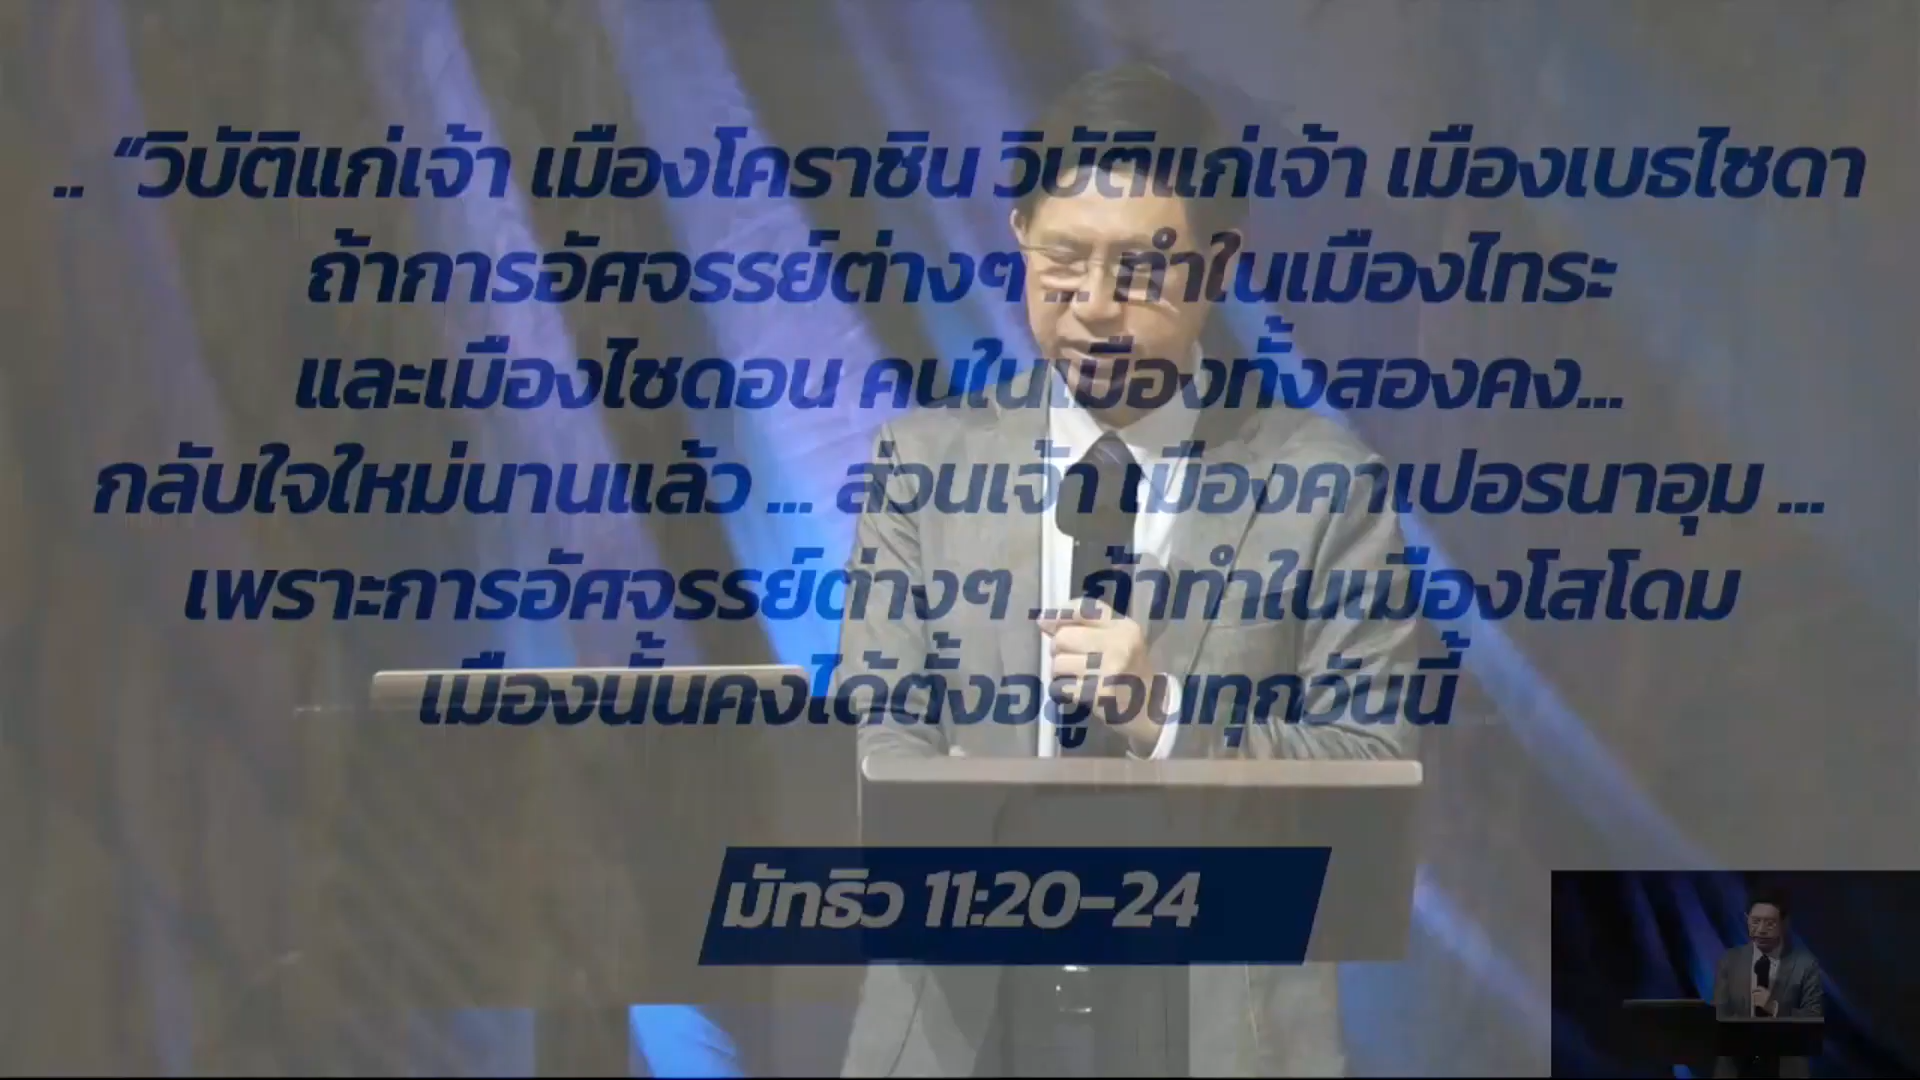 .. “วิบัติแก่เจ้า เมืองโคราซิน วิบัติแก่เจ้า เมืองเบธไซดา
ถ้าการอัศจรรย์ต่างๆ ... ทำในเมืองไทระ
และเมืองไซดอน คนในเมืองทั้งสองคง...
กลับใจใหม่นานแล้ว ... ส่วนเจ้า เมืองคาเปอรนาอุม ...
เพราะการอัศจรรย์ต่างๆ ...ถ้าทำในเมืองโสโดม
เมืองนั้นคงได้ตั้งอยู่จนทุกวันนี้
มัทธิว 11:20-24